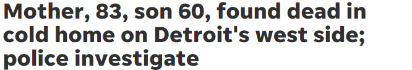 Mother, 83, son 60, found dead in
cold home on Detroit's west side;
police investigate